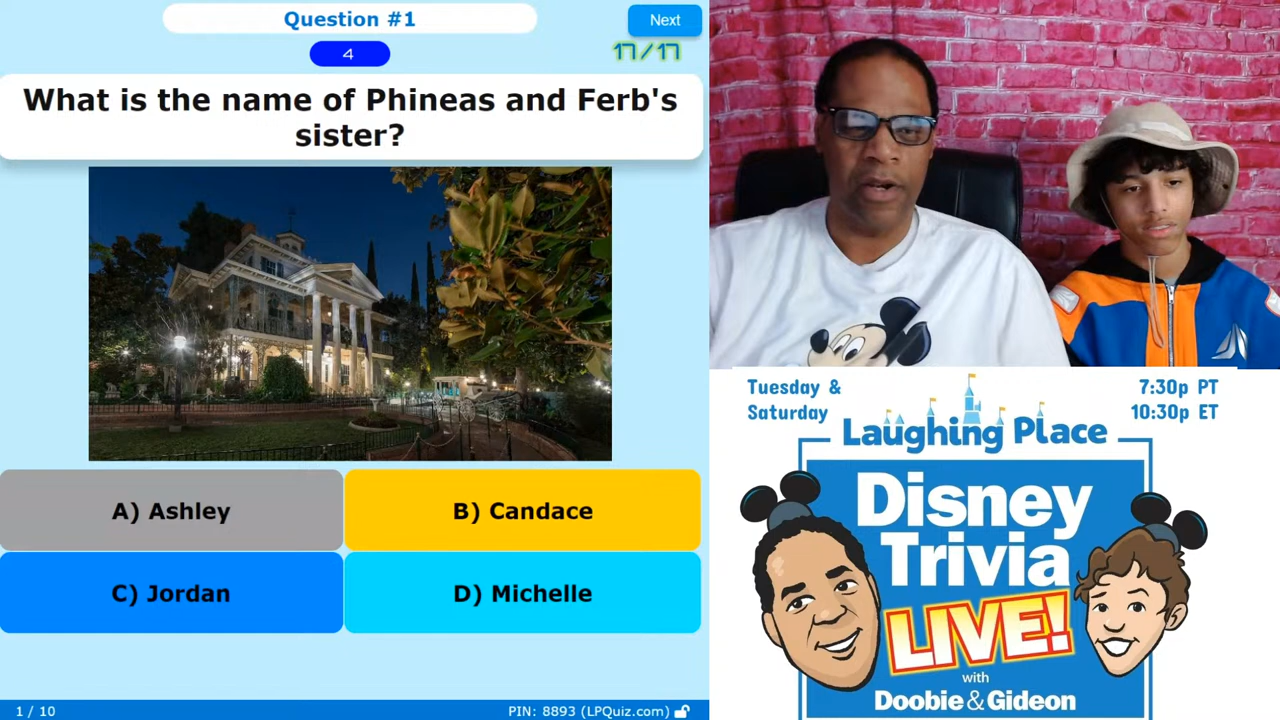 Question #1
Next
4
17/17
What is the name of Phineas and Ferb's
sister?
A) Ashley
B) Candace
C) Jordan
D) Michelle
1 / 10
PIN: 8893 (LPQuiz.com)
Tuesday &
Saturday
7:30p PT
10:30p ET
Laughing Place
Disney
Trivia
LIVE!
with
Doobie & Gideon